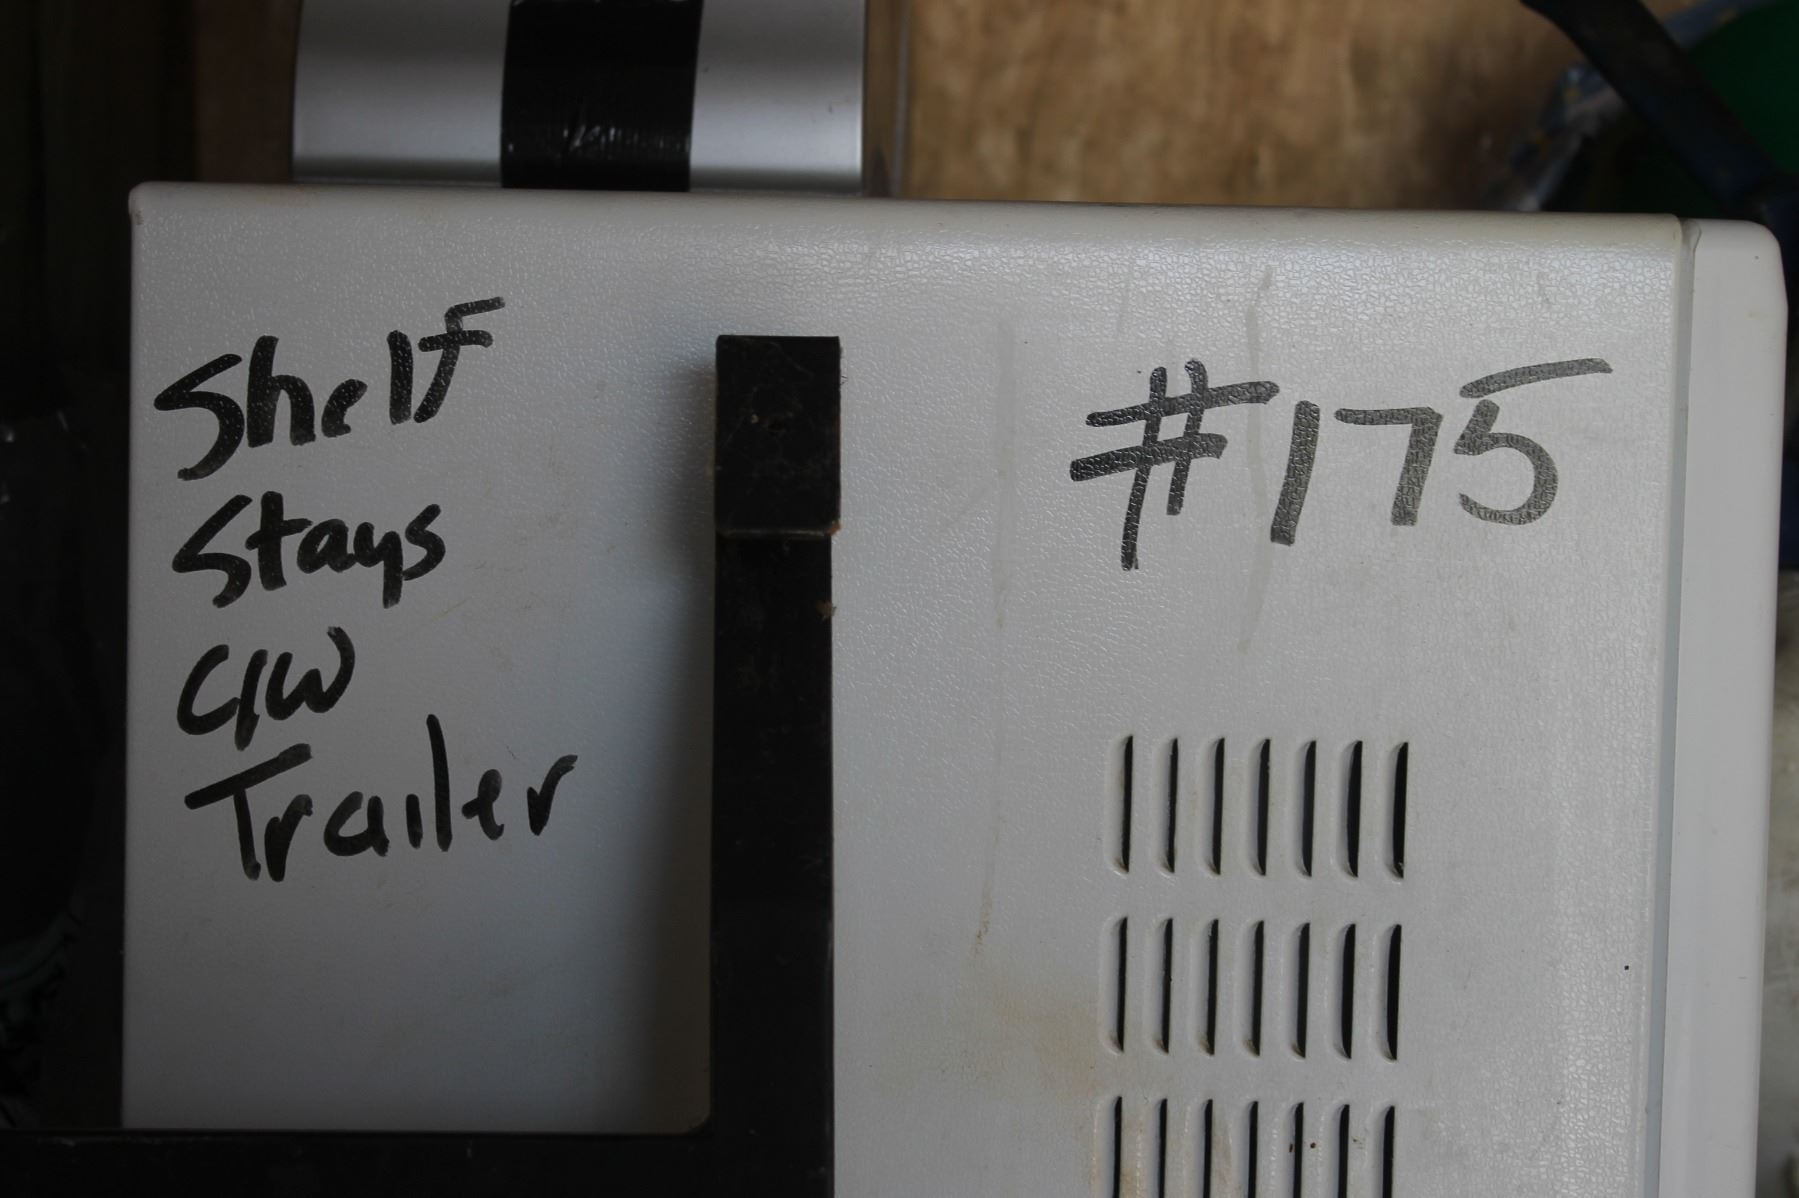 Shelf
Stays
C/W
Trailer
#175